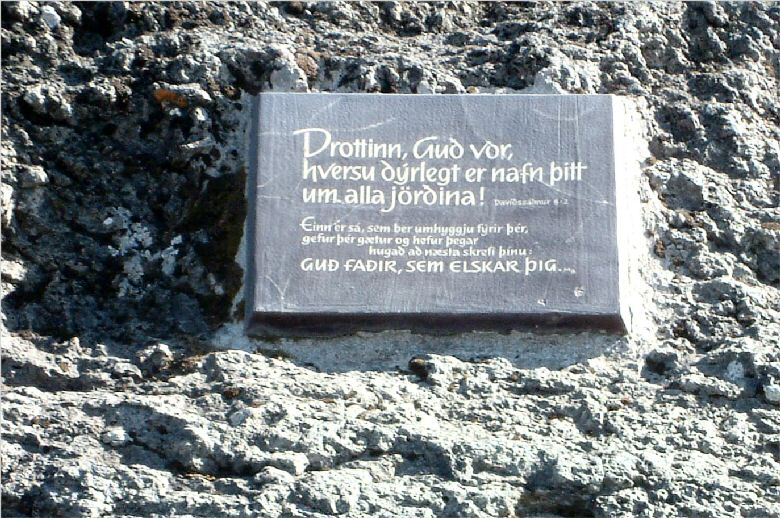 Drottinn, Guð vor,
hversu dýrlegt er nafn þitt
um alla jörðina! Davíðssálmur 8:2
Einn er sá, sem ber umhyggju fyrir þér,
gefur þér gætur og hefur þegar
hugað að næsta skrefi þínu:
GUÐ FAÐIR, SEM ELSKAR ÞIG...